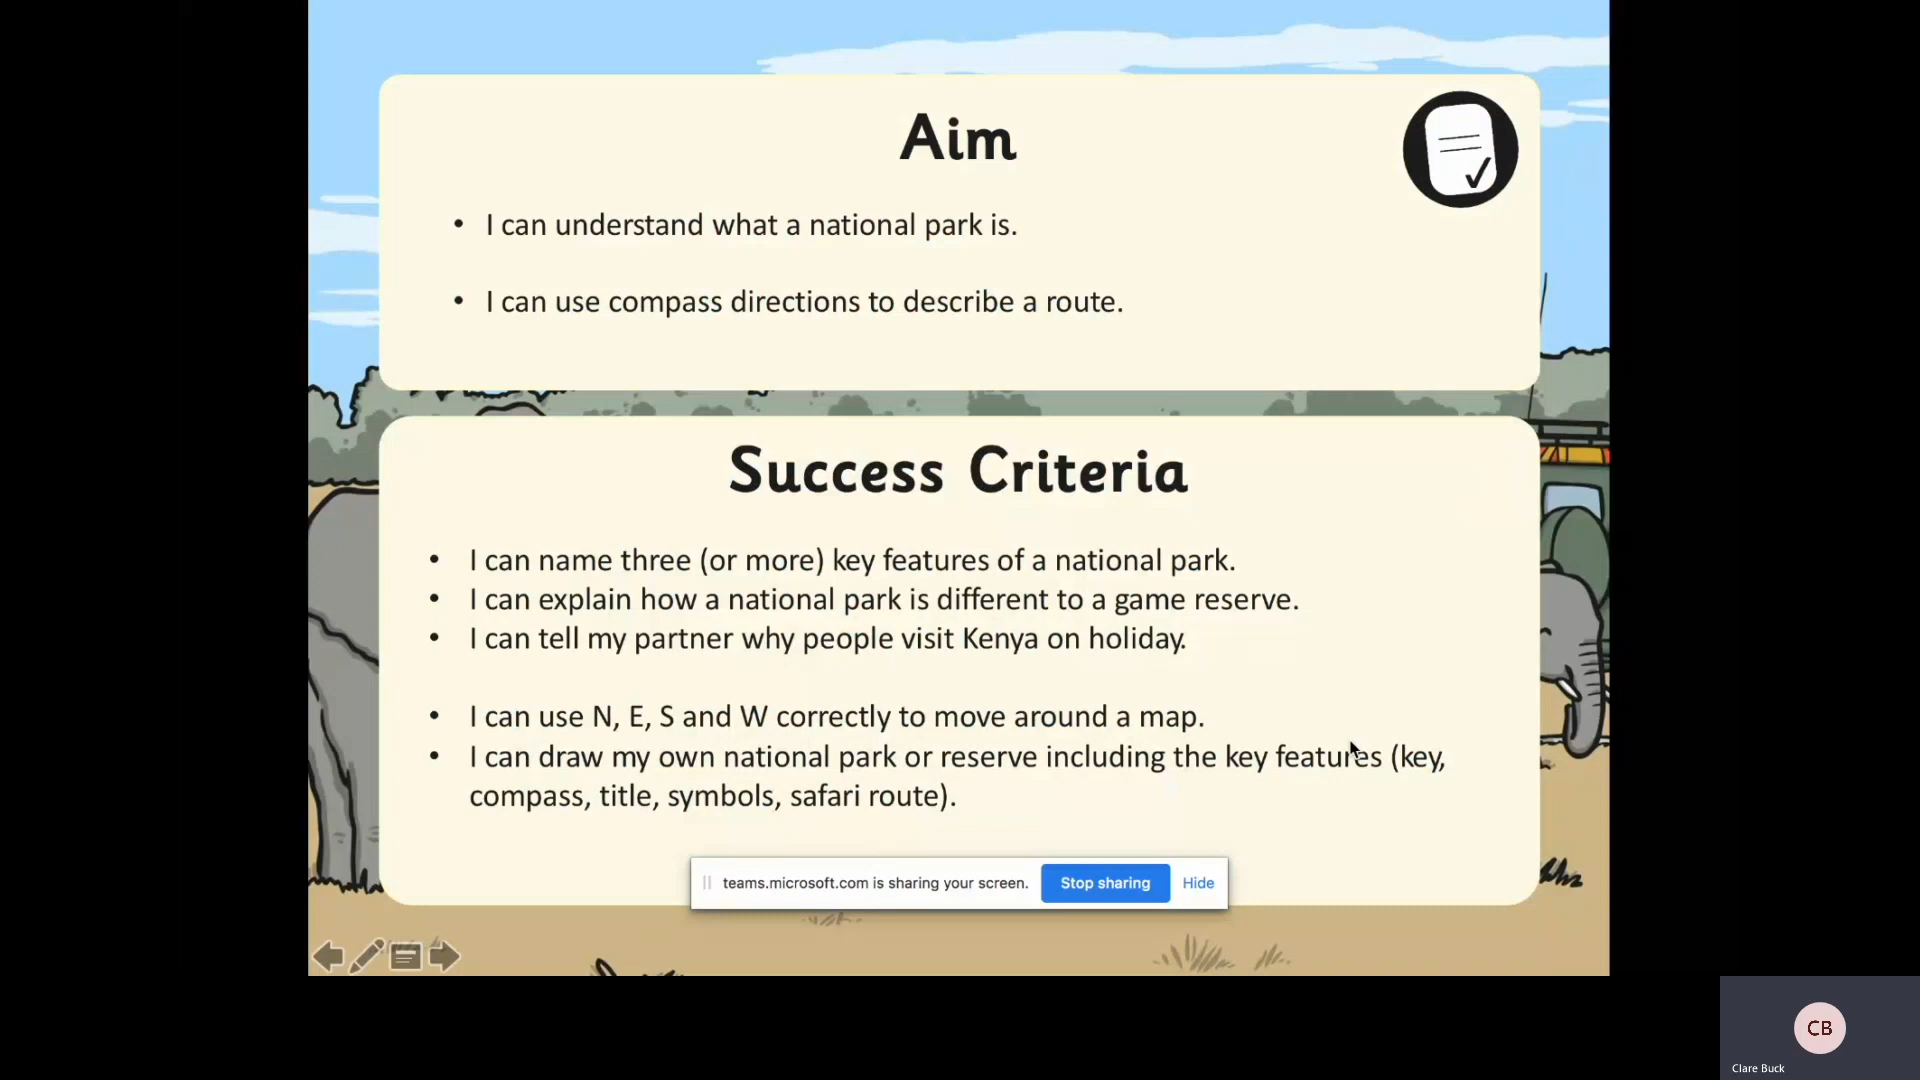 Aim
• I can understand what a national park is.
• I can use compass directions to describe a route.
Success Criteria
• I can name three (or more) key features of a national park.
• I can explain how a national park is different to a game reserve.
• I can tell my partner why people visit Kenya on holiday.
• I can use N, E, S and W correctly to move around a map.
• I can draw my own national park or reserve including the key features (key,
compass, title, symbols, safari route).
teams.microsoft.com is sharing your screen. Stop sharing Hide
CB
Clare Buck